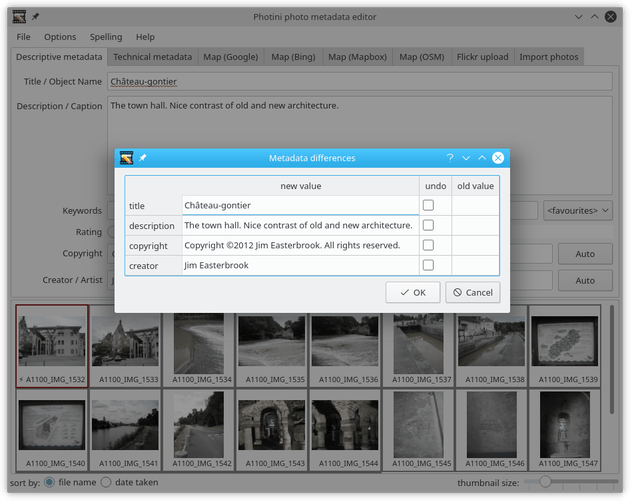 Photini photo metadata editor
File Options Spelling Help
Descriptive metadata Technical metadata Map (Google) Map (Bing) Map (Mapbox) Map (OSM) Flickr upload Import photos
Title / Object Name Château-gontier
Description / Caption The town hall. Nice contrast of old and new architecture.
Metadata differences
new value undo old value
title Château-gontier
description The town hall. Nice contrast of old and new architecture.
copyright Copyright ©2012 Jim Easterbrook. All rights reserved.
creator Jim Easterbrook
OK Cancel
Keywords <favourites>
Rating
Copyright Auto
Creator / Artist Auto
A1100_IMG_1532 A1100_IMG_1533 A1100_IMG_1534 A1100_IMG_1535 A1100_IMG_1536 A1100_IMG_1537 A1100_IMG_1538 A1100_IMG_1539
A1100_IMG_1540 A1100_IMG_1541 A1100_IMG_1542 A1100_IMG_1543 A1100_IMG_1544 A1100_IMG_1545 A1100_IMG_1546 A1100_IMG_1547
sort by: file name date taken thumbnail size: